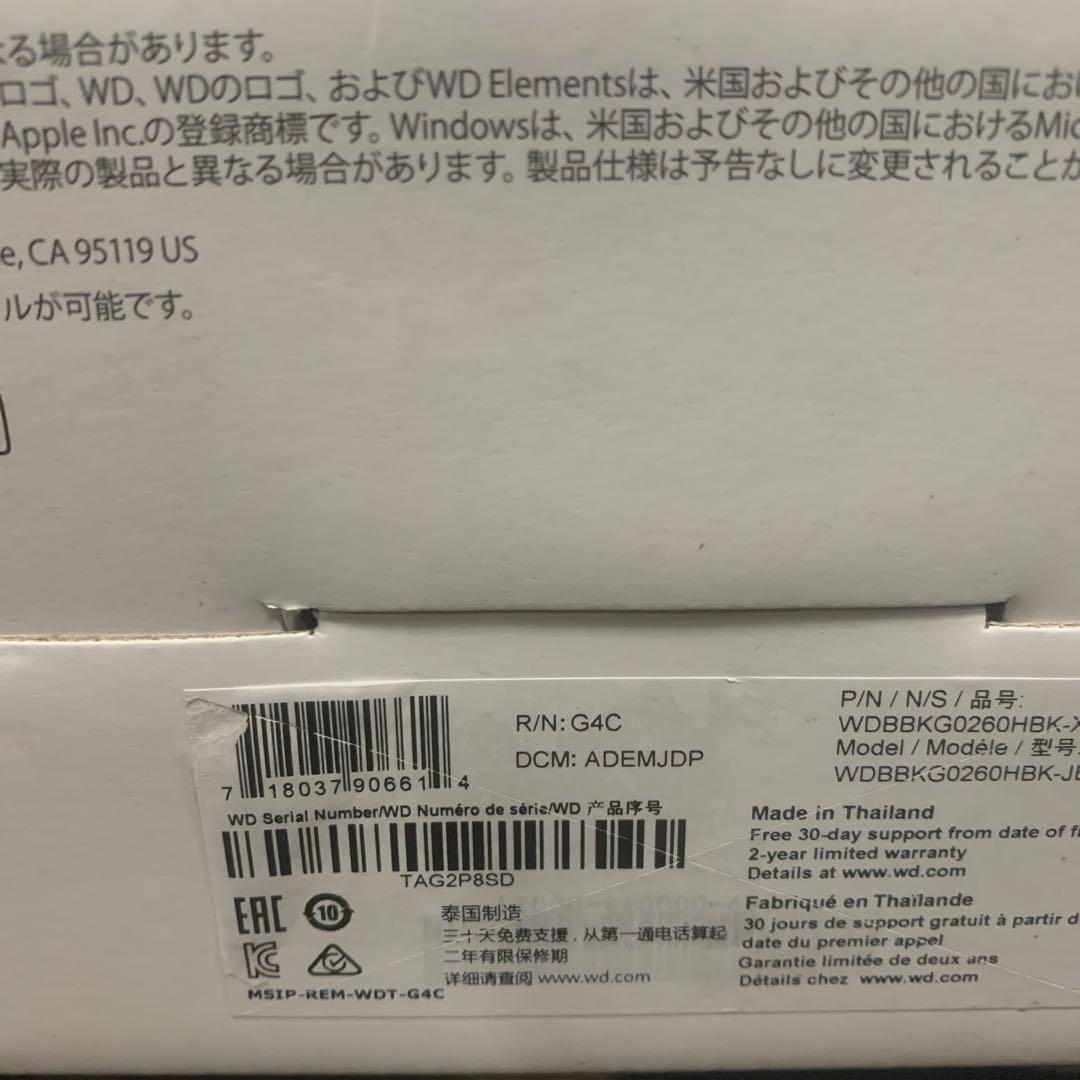 る場合があります。
ロゴ、WD、WDのロゴ、およびWD Elementsは、米国およびその他の国にお
Apple Inc.の登録商標です。Windowsは、米国およびその他の国におけるMic
実際の製品と異なる場合があります。製品仕様は予告なしに変更されることが
e, CA 95119 US
ルが可能です。
7 18037 90661 4
R/N: G4C
DCM: ADEMJDP
P/N / N/S / 品号:
WDBBKG0260HBK-X
Model / Modéle / 型号:
WDBBKG0260HBK-JE
WD Serial Number/WD Numéro de série/WD 产品序号
TAG2P8SD
EAC
10
MSIP-REM-WDT-G4C
泰国制造
三十天免费支援，从第一通电话算起
二年有限保修期
详细请查阅 www.wd.com
Made in Thailand
Free 30-day support from date of fi
2-year limited warranty
Details at www.wd.com
Fabriqué en Thaïlande
30 jours de support gratuit à partir d
date du premier appel
Garantie limitée de deux ans
Détails chez www.wd.com